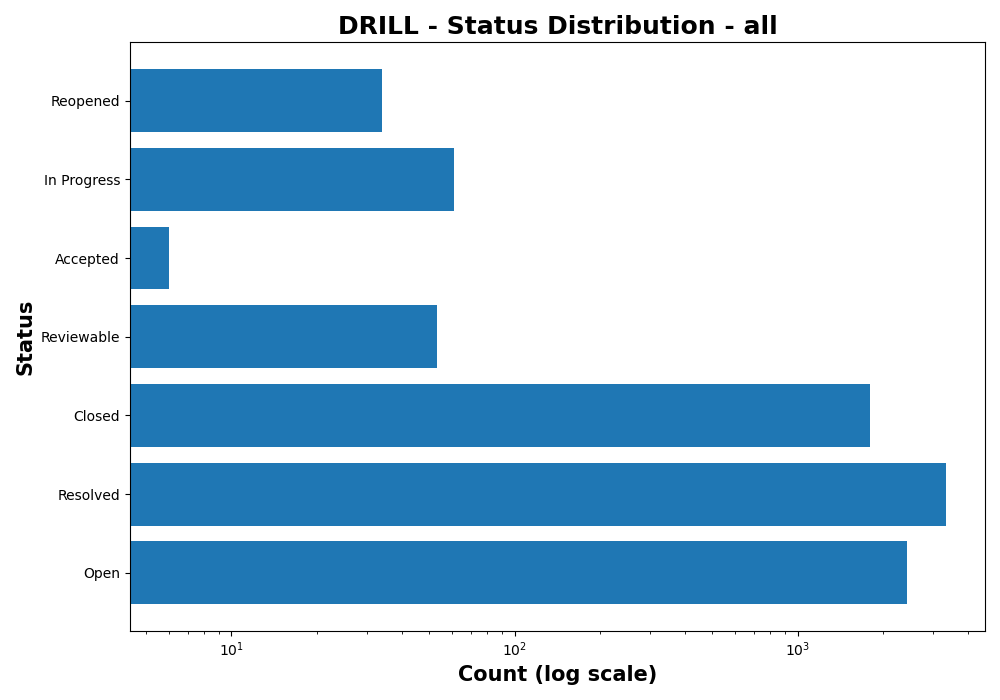 DRILL - Status Distribution - all
Reopened
In Progress
Accepted
Reviewable
Closed
Resolved
Open
Status
10¹
10²
10³
Count (log scale)